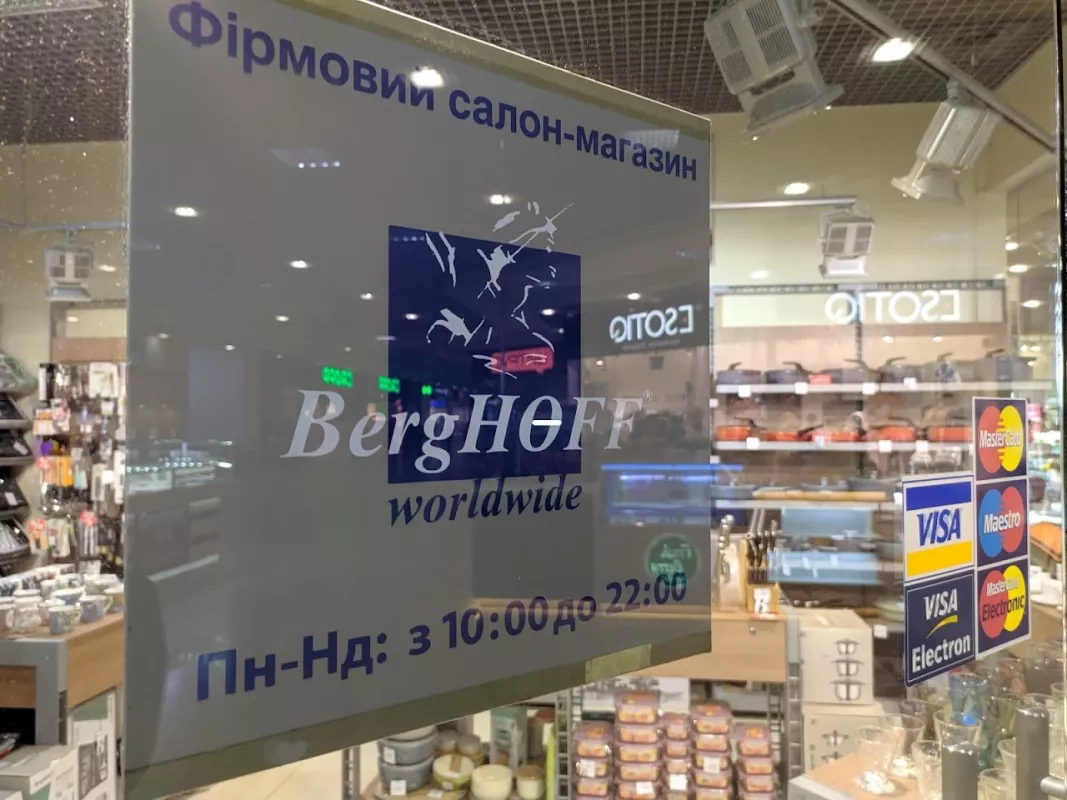 Фірмовий салон-магазин
BergHOFF®
worldwide
Пн-Нд: з 10:00 до 22:00
ESOTIQ
ESOTIQ
MasterCard
VISA
Maestro
VISA
Electron
MasterCard
Electronic